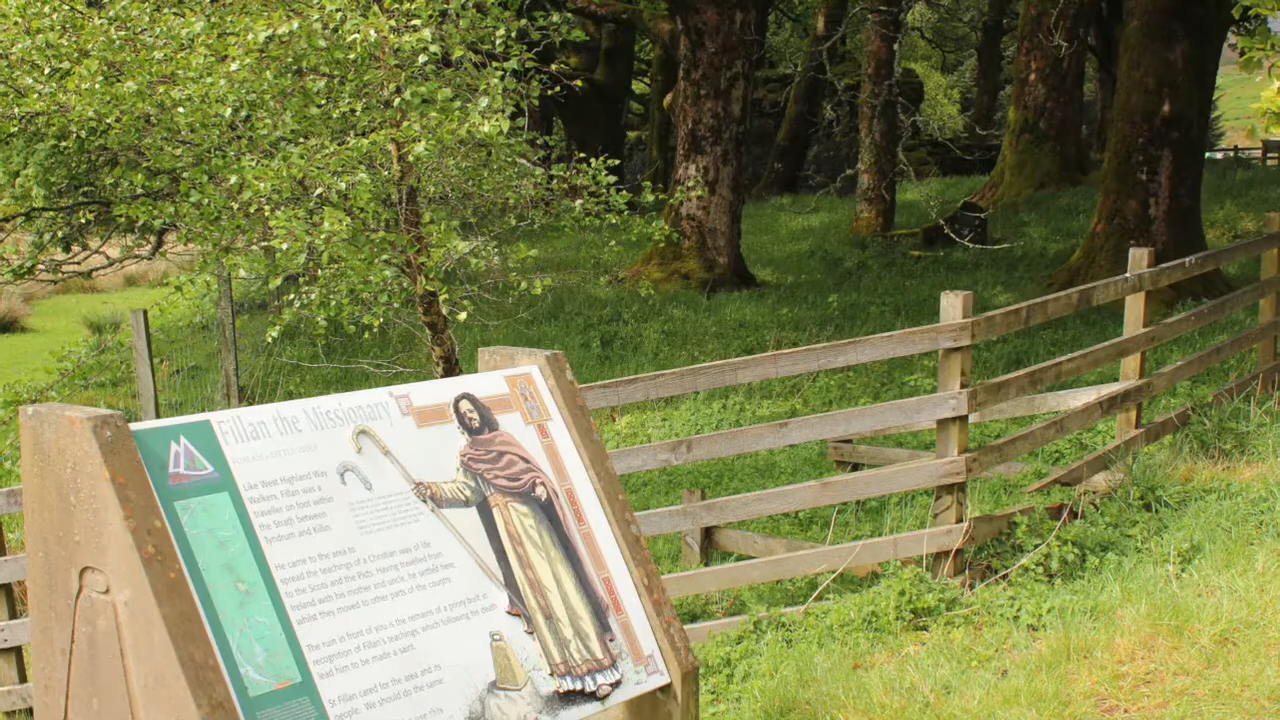 Fillan the Missionary
Like West Highland Way
Walkers, Fillan was a
traveller on foot within
the Strath between
Tyndrum and Killin.
He came to the area to
spread the teachings of a Christian way of life
to the Scots and the Picts. Having travelled from
Ireland with his mother and uncle, he settled here,
whilst they moved to other parts of the country.
The ruin in front of you is the remains of a priory built in
recognition of Fillan's teachings, which following his death
lead him to be made a saint.
St Fillan cared for the area and its
people. We should do the same.